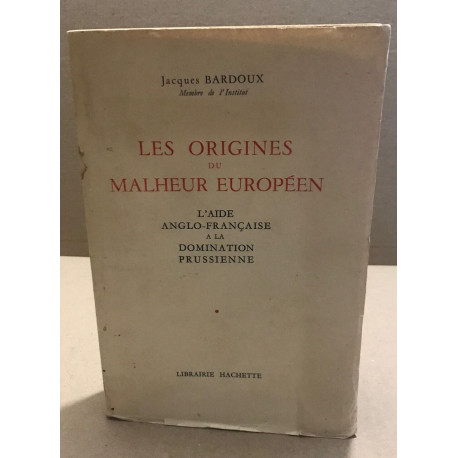 Jacques BARDOUX
Membre de l'Institut
LES ORIGINES
DU
MALHEUR EUROPÉEN
L'AIDE
ANGLO-FRANÇAISE
A LA
DOMINATION
PRUSSIENNE
LIBRAIRIE HACHETTE